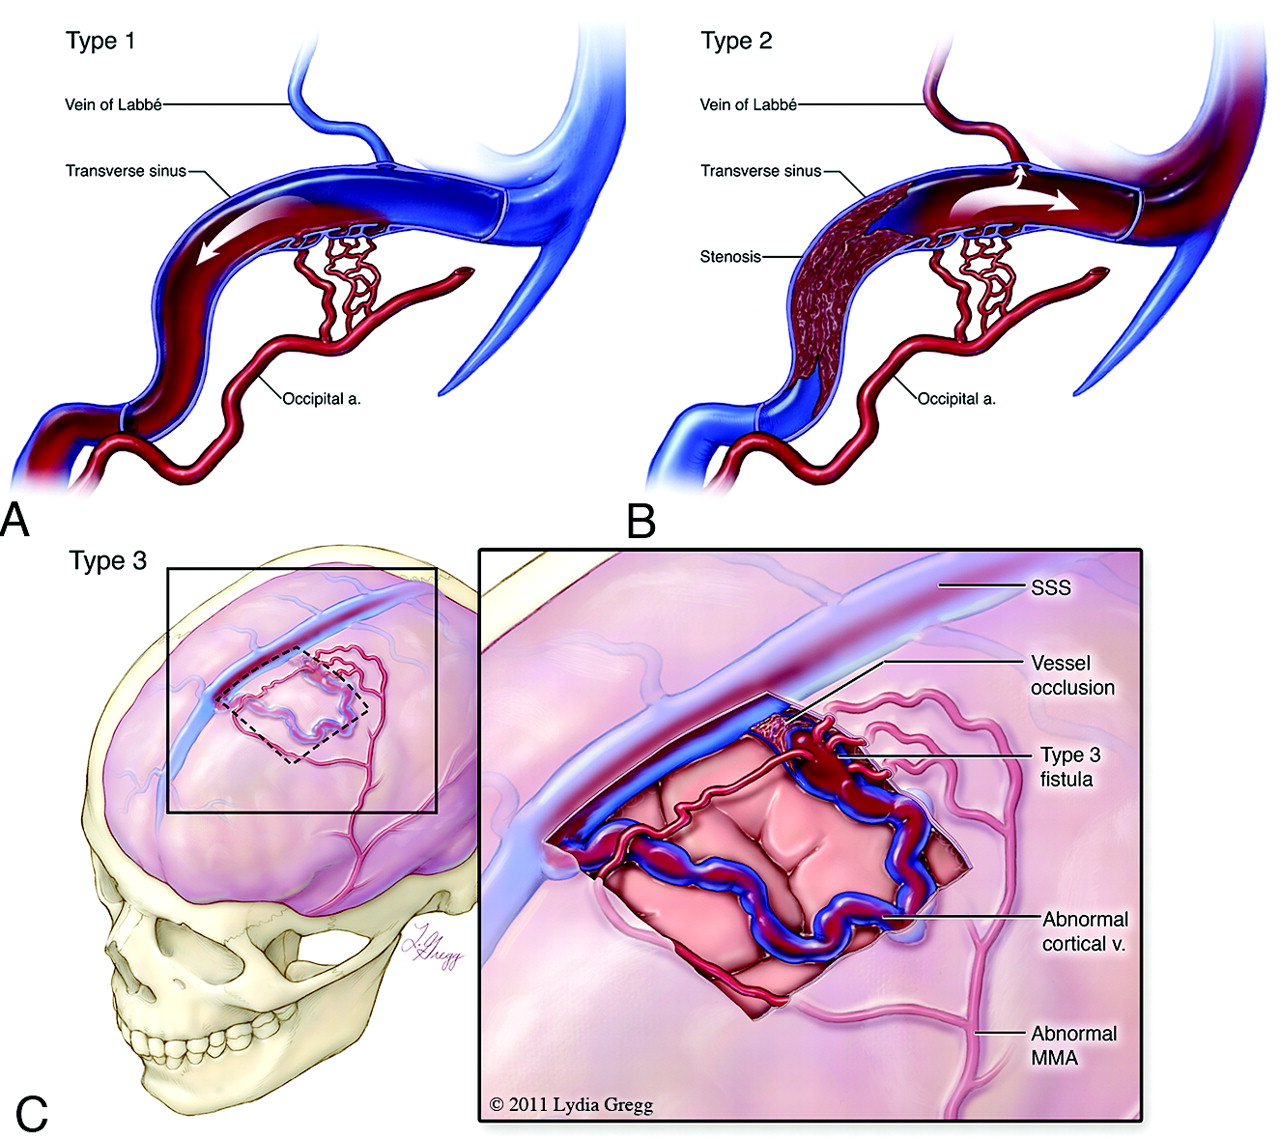 Type 1
Vein of Labbé
Transverse sinus
Occipital a.
A
Type 2
Vein of Labbé
Transverse sinus
Stenosis
Occipital a.
B
Type 3
L. Gregg
C
SSS
Vessel
occlusion
Type 3
fistula
Abnormal
cortical v.
Abnormal
MMA
© 2011 Lydia Gregg